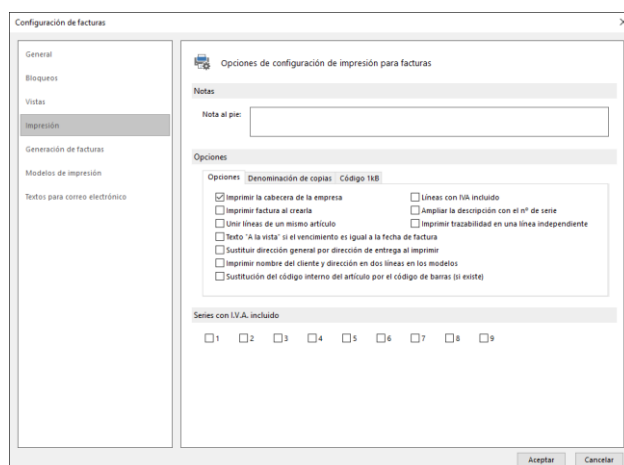 Configuración de facturas
General
Bloqueos
Vistas
Impresión
Generación de facturas
Modelos de impresión
Textos para correo electrónico
Opciones de configuración de impresión para facturas
Notas
Nota al pie:
Opciones
Opciones Denominación de copias Código 1kB
Imprimir la cabecera de la empresa Líneas con IVA incluido
Imprimir factura al crearla Ampliar la descripción con el nº de serie
Unir líneas de un mismo artículo Imprimir trazabilidad en una línea independiente
Texto "A la vista" si el vencimiento es igual a la fecha de factura
Sustituir dirección general por dirección de entrega al imprimir
Imprimir nombre del cliente y dirección en dos líneas en los modelos
Sustitución del código interno del artículo por el código de barras (si existe)
Series con I.V.A. incluido
1 2 3 4 5 6 7 8 9
Aceptar Cancelar